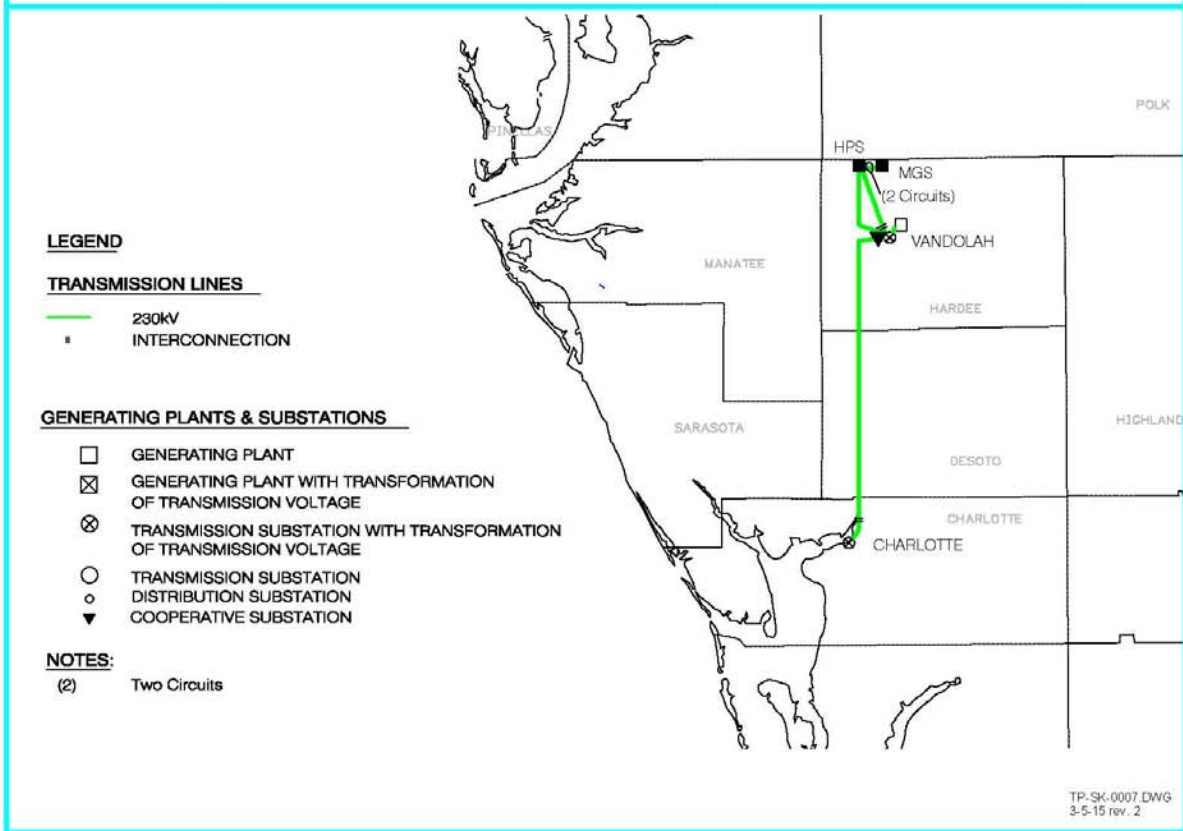 POLK
PINELLAS
HPS
MGS
(2 Circuits)
VANDOLAH
MANATEE
HARDEE
SARASOTA
HIGHLAND
DESOTO
CHARLOTTE
CHARLOTTE
LEGEND
TRANSMISSION LINES
230kV
INTERCONNECTION
GENERATING PLANTS & SUBSTATIONS
GENERATING PLANT
GENERATING PLANT WITH TRANSFORMATION
OF TRANSMISSION VOLTAGE
TRANSMISSION SUBSTATION WITH TRANSFORMATION
OF TRANSMISSION VOLTAGE
TRANSMISSION SUBSTATION
DISTRIBUTION SUBSTATION
COOPERATIVE SUBSTATION
NOTES:
(2) Two Circuits
TP-SK-0007.DWG
3-5-15 rev. 2